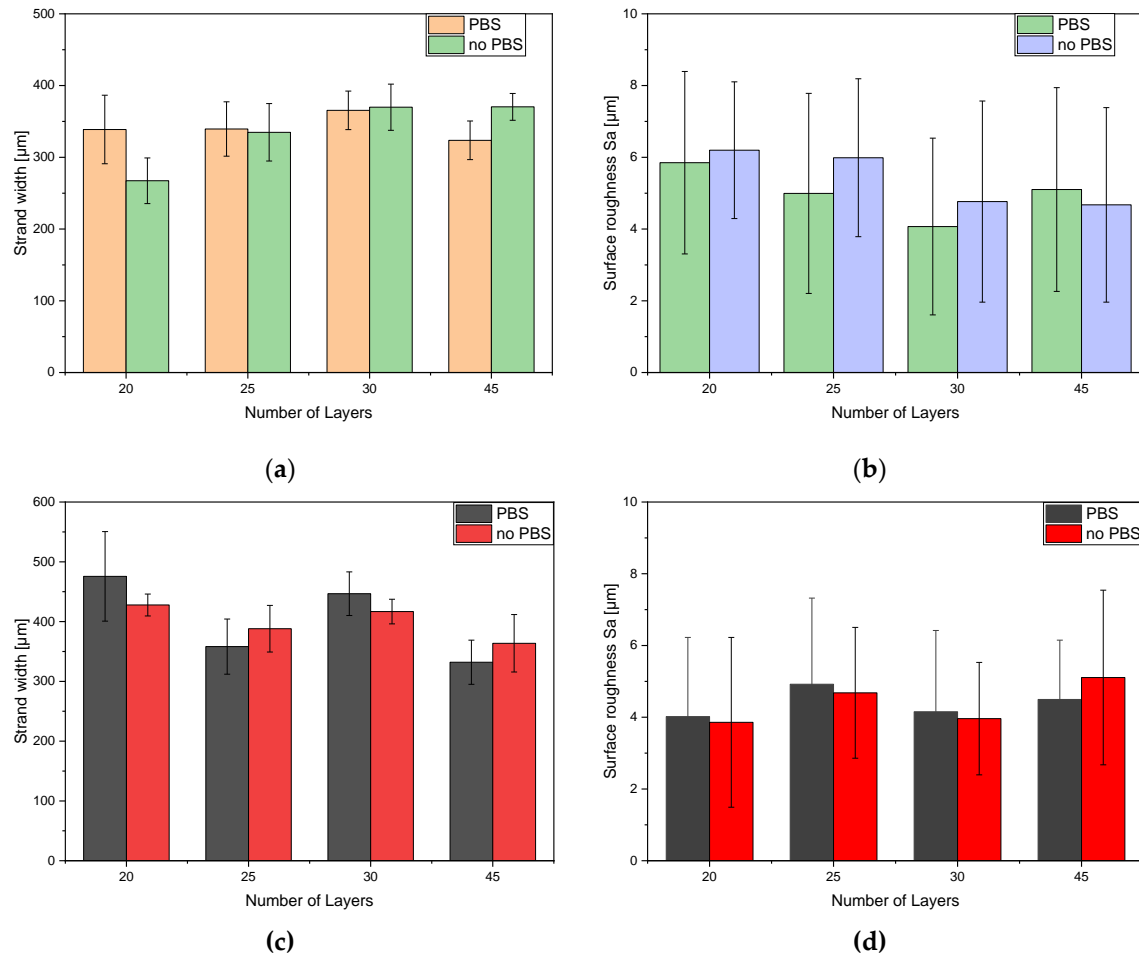 500
400
300
200
100
0
Strand width [µm]
PBS
no PBS
20 25 30 45
Number of Layers
(a)
10
8
6
4
2
0
Surface roughness Sa [µm]
PBS
no PBS
20 25 30 45
Number of Layers
(b)
600
500
400
300
200
100
0
Strand width [µm]
PBS
no PBS
20 25 30 45
Number of Layers
(c)
10
8
6
4
2
0
Surface roughness Sa [µm]
PBS
no PBS
20 25 30 45
Number of Layers
(d)